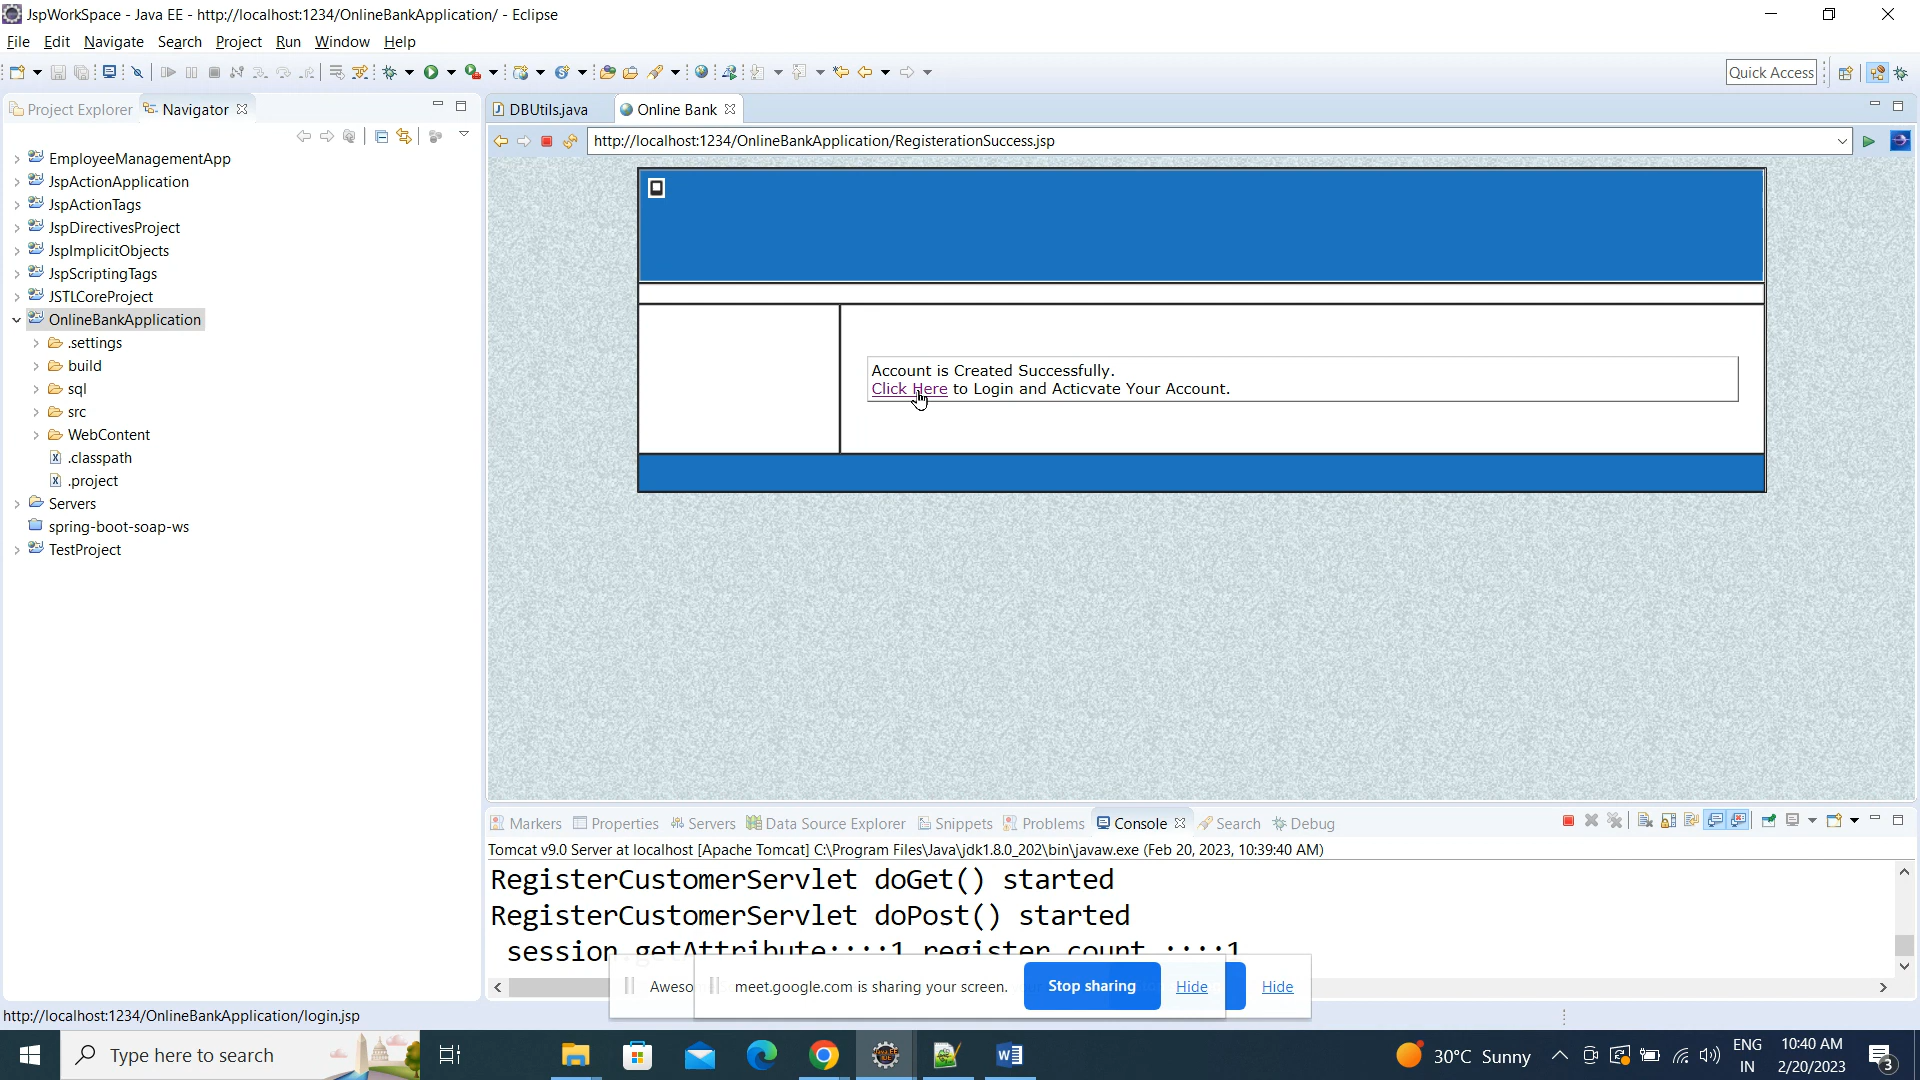 JspWorkSpace - Java EE - http://localhost:1234/OnlineBankApplication/ - Eclipse
File Edit Navigate Search Project Run Window Help
Quick Access
Project Explorer Navigator
DBUtils.java Online Bank
http://localhost:1234/OnlineBankApplication/RegisterationSuccess.jsp
EmployeeManagementApp
JspActionApplication
JspActionTags
JspDirectivesProject
JspImplicitObjects
JspScriptingTags
JSTLCoreProject
OnlineBankApplication
.settings
build
sql
src
WebContent
.classpath
.project
Servers
spring-boot-soap-ws
TestProject
Account is Created Successfully.
Click Here to Login and Acticvate Your Account.
Markers Properties Servers Data Source Explorer Snippets Problems Console Search Debug
Tomcat v9.0 Server at localhost [Apache Tomcat] C:\Program Files\Java\jdk1.8.0_202\bin\javaw.exe (Feb 20, 2023, 10:39:40 AM)
RegisterCustomerServlet doGet() started
RegisterCustomerServlet doPost() started
session.getAttribute::::1 register_count ::::1
Aweso meet.google.com is sharing your screen. Stop sharing Hide Hide
http://localhost:1234/OnlineBankApplication/login.jsp
Type here to search
30°C Sunny
ENG
IN
10:40 AM
2/20/2023
3